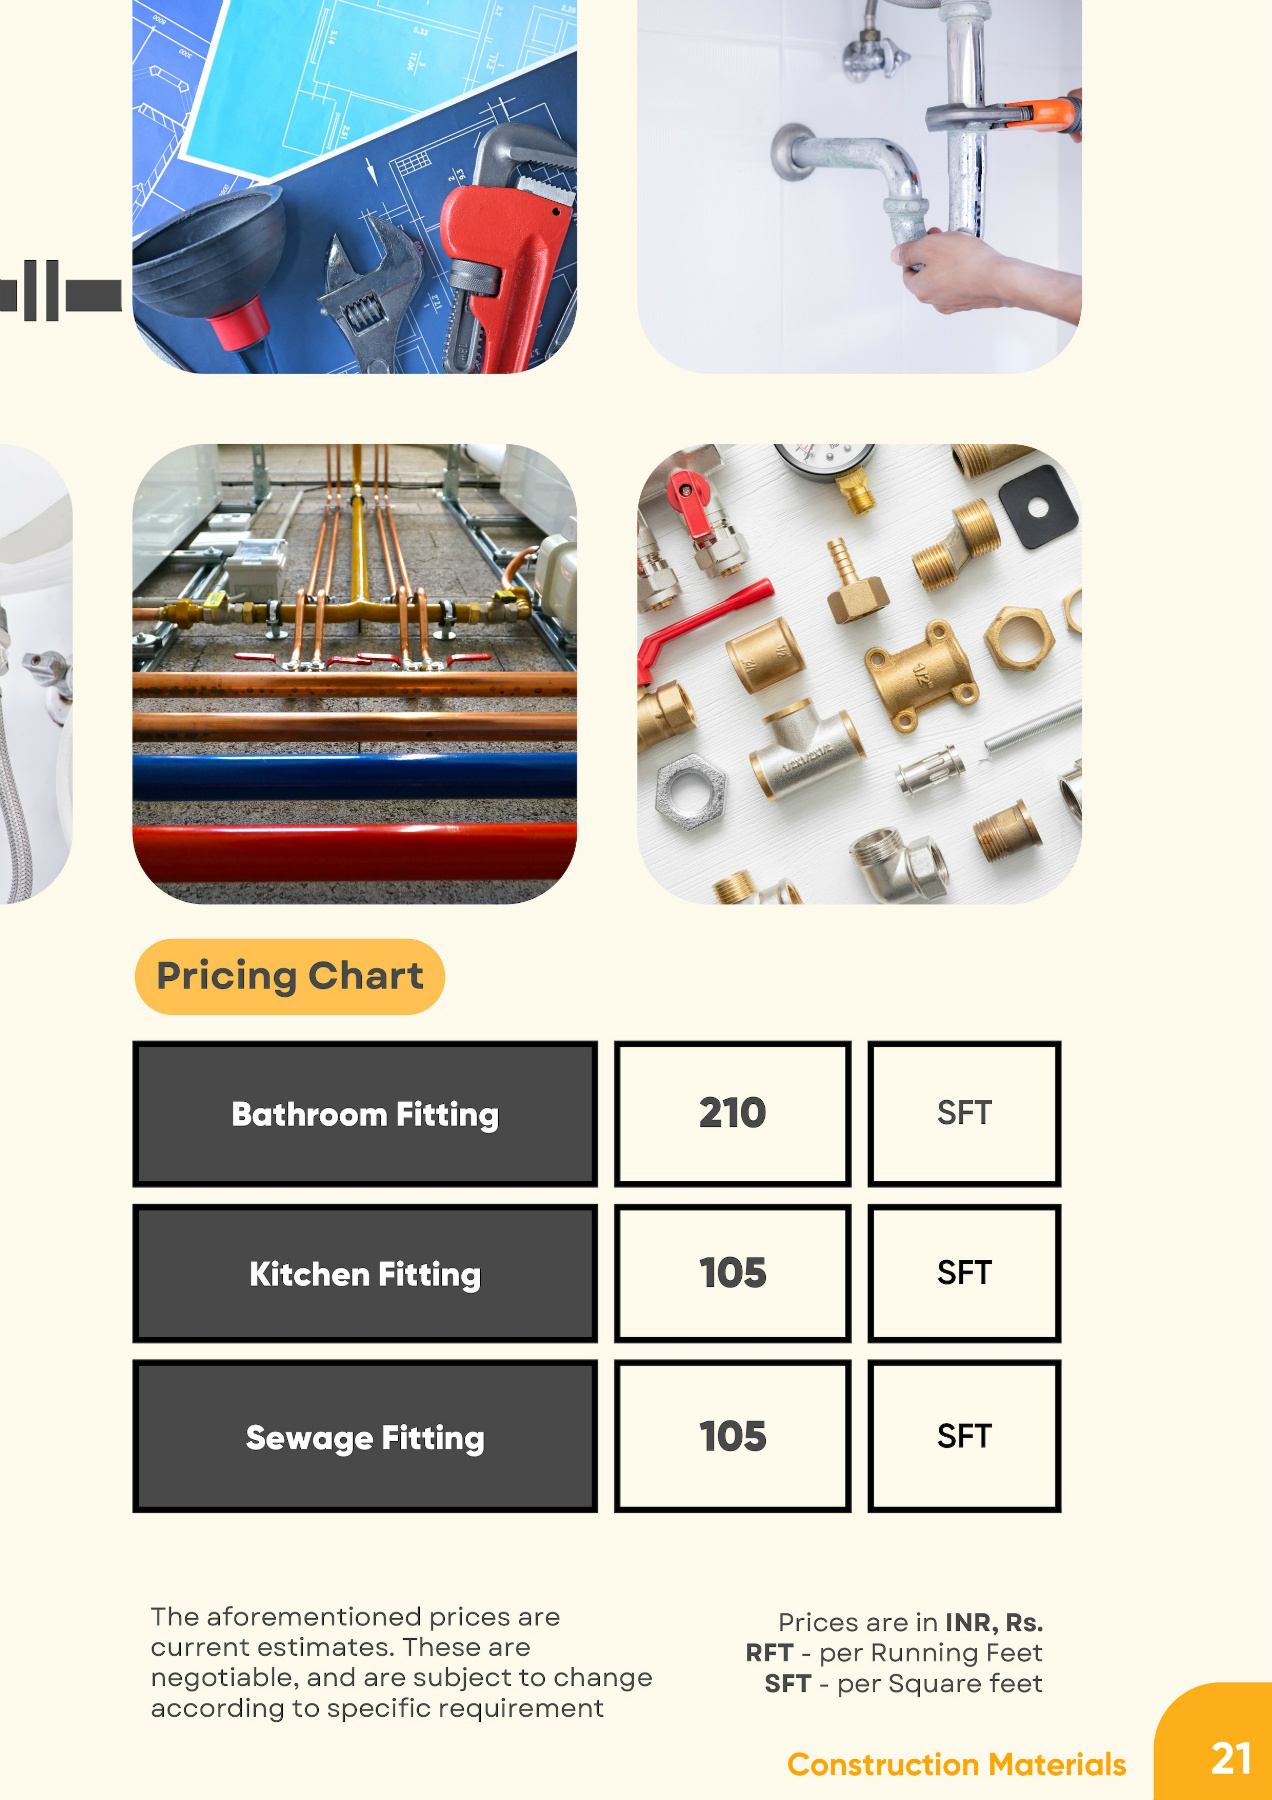 Pricing Chart
Bathroom Fitting 210 SFT
Kitchen Fitting 105 SFT
Sewage Fitting 105 SFT
The aforementioned prices are
current estimates. These are
negotiable, and are subject to change
according to specific requirement
Prices are in INR, Rs.
RFT - per Running Feet
SFT - per Square feet
Construction Materials 21